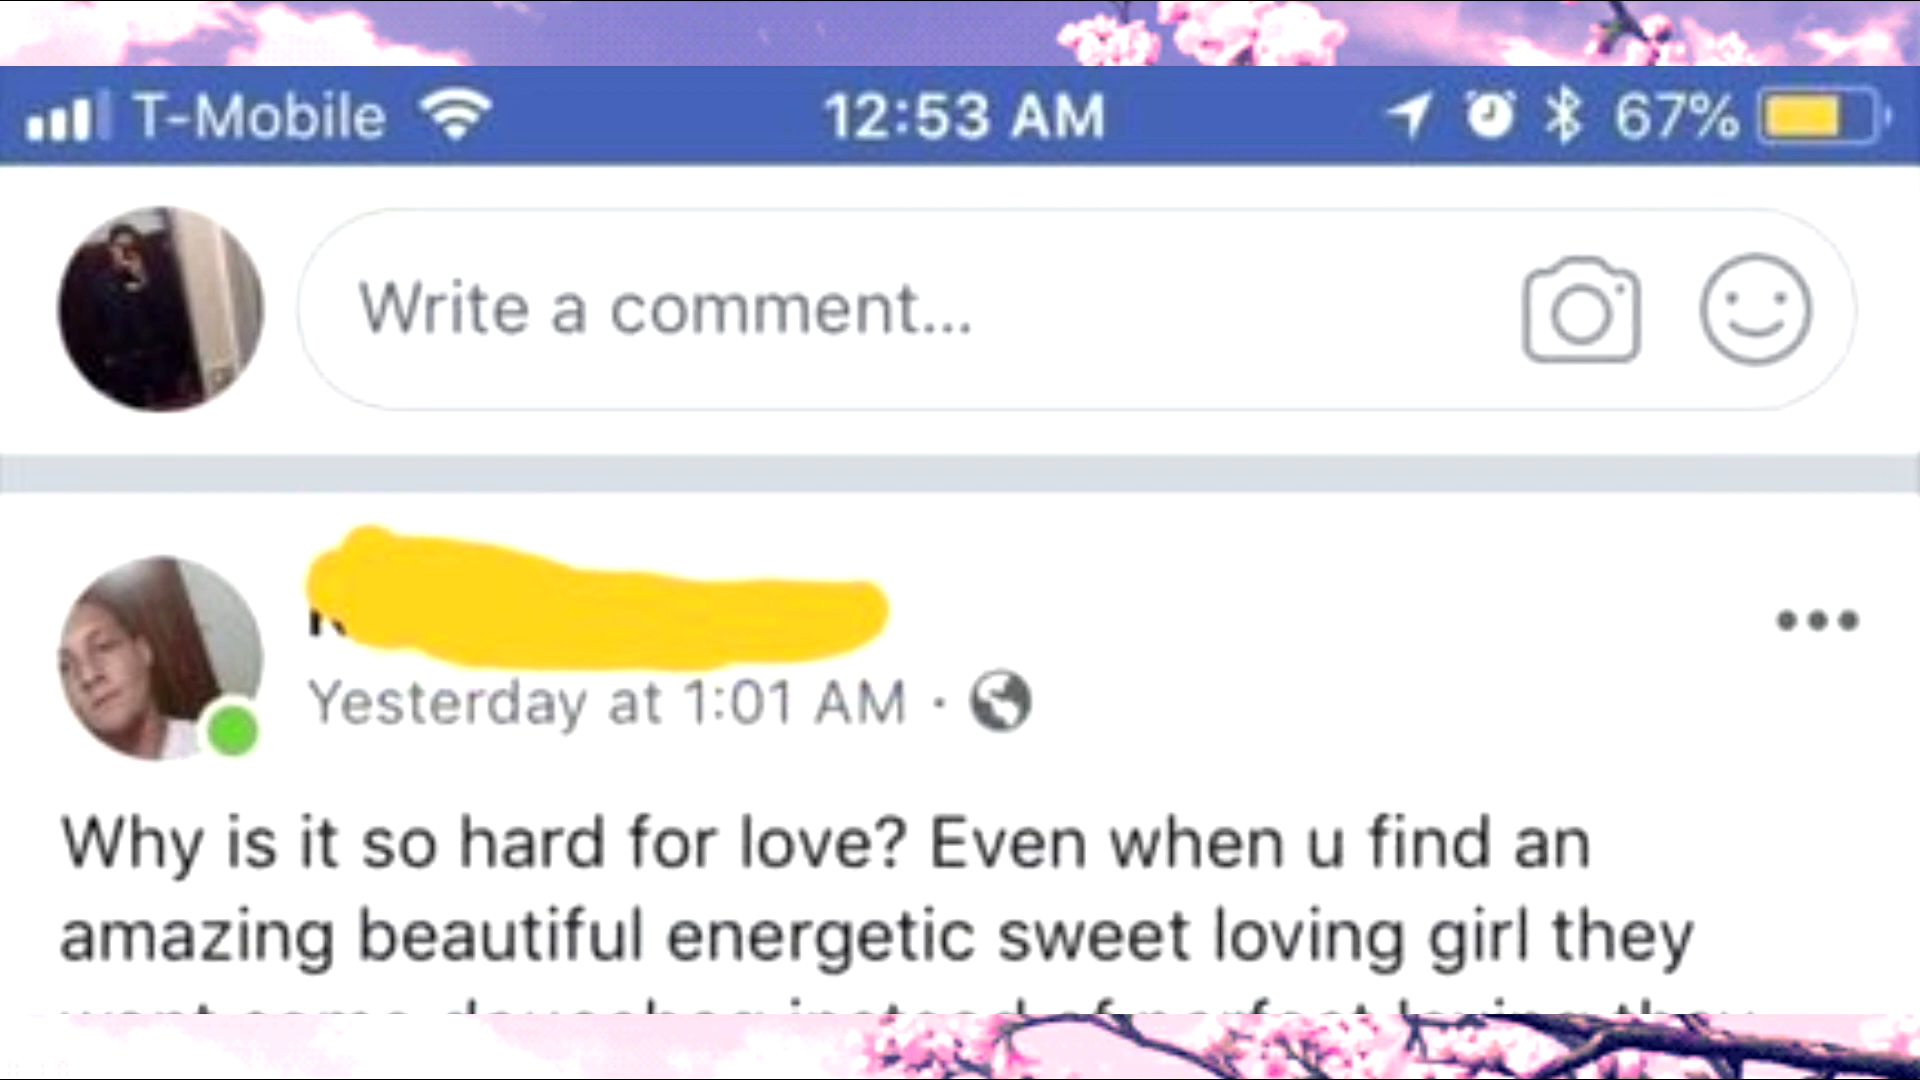 T-Mobile 12:53 AM 67%
Write a comment...
Yesterday at 1:01 AM ·
Why is it so hard for love? Even when u find an
amazing beautiful energetic sweet loving girl they